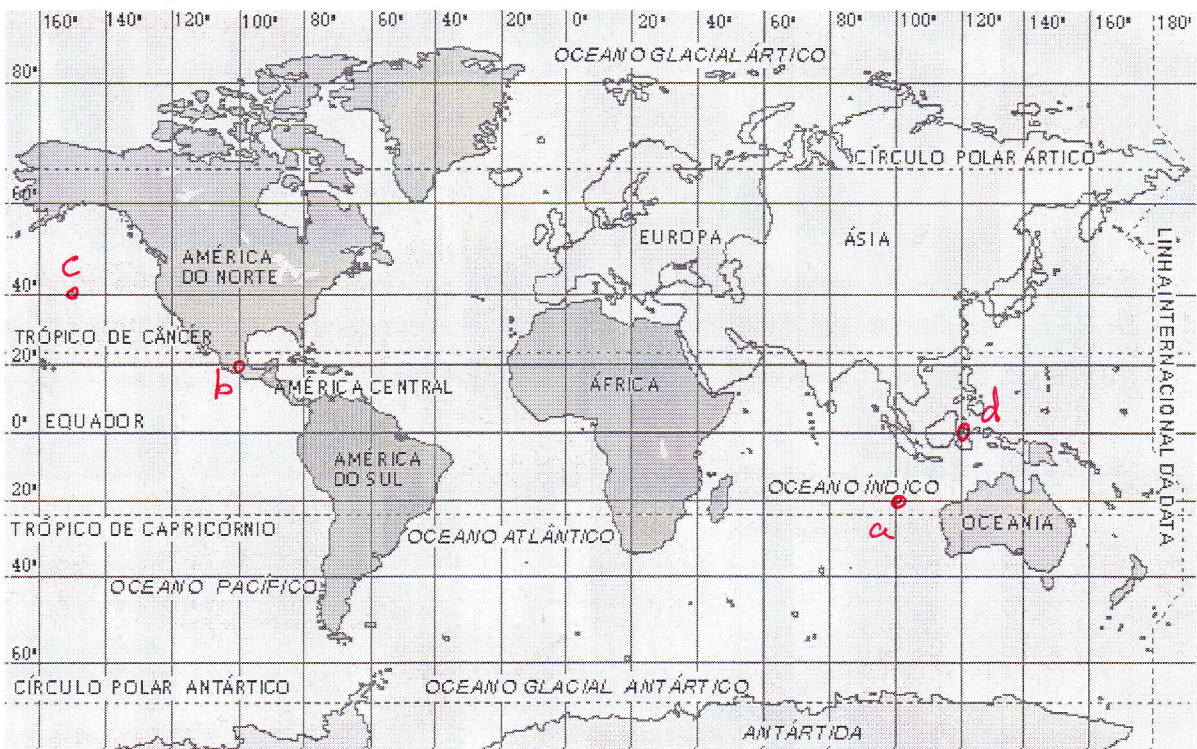 160° 140° 120° 100° 80° 60° 40° 20° 0° 20° 40° 60° 80° 100° 120° 140° 160° 180°
OCEANO GLACIAL ÁRTICO
80°
CÍRCULO POLAR ÁRTICO
60°
EUROPA
ÁSIA
AMÉRICA
DO NORTE
c
40°
TRÓPICO DE CÂNCER
20°
b
AMÉRICA CENTRAL
ÁFRICA
d
EQUADOR
0°
AMÉRICA
DO SUL
OCEANO ÍNDICO
20°
a
OCEANIA
TRÓPICO DE CAPRICÓRNIO
OCEANO ATLÂNTICO
LINHA INTERNACIONAL DA DATA
40°
OCEANO PACÍFICO
60°
CÍRCULO POLAR ANTÁRTICO
OCEANO GLACIAL ANTÁRTICO
ANTÁRTIDA